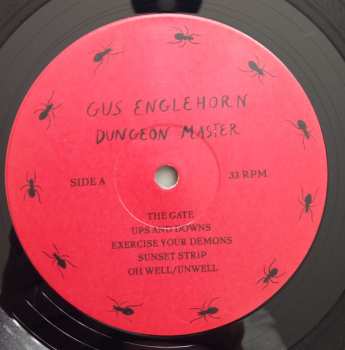 GUS ENGLEHORN
DUNGEON MASTER
SIDE A 33 RPM
THE GATE
UPS AND DOWNS
EXERCISE YOUR DEMONS
SUNSET STRIP
OH WELL/UNWELL